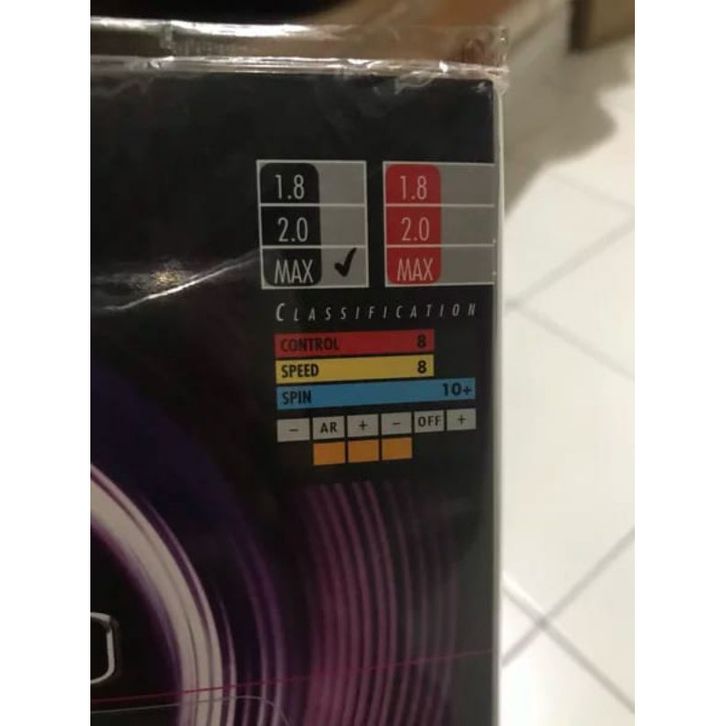 1.8 1.8
2.0 2.0
MAX ✓ MAX
CLASSIFICATION
CONTROL 8
SPEED 8
SPIN 10+
- AR + - OFF +